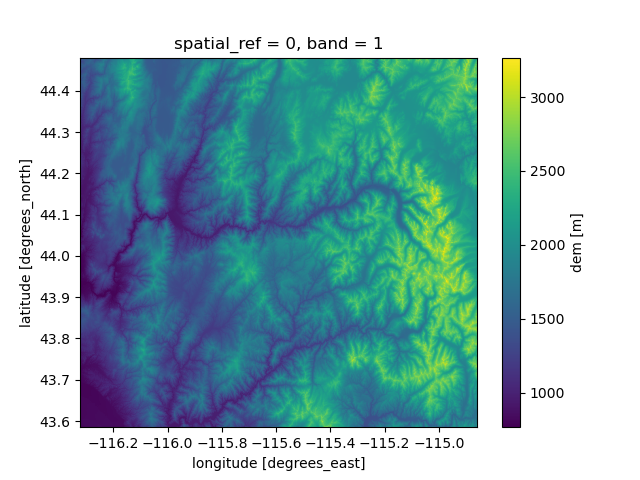 spatial_ref = 0, band = 1
44.4
44.3
44.2
44.1
44.0
43.9
43.8
43.7
43.6
latitude [degrees_north]
−116.2 −116.0 −115.8 −115.6 −115.4 −115.2 −115.0
longitude [degrees_east]
3000
2500
2000
1500
1000
dem [m]